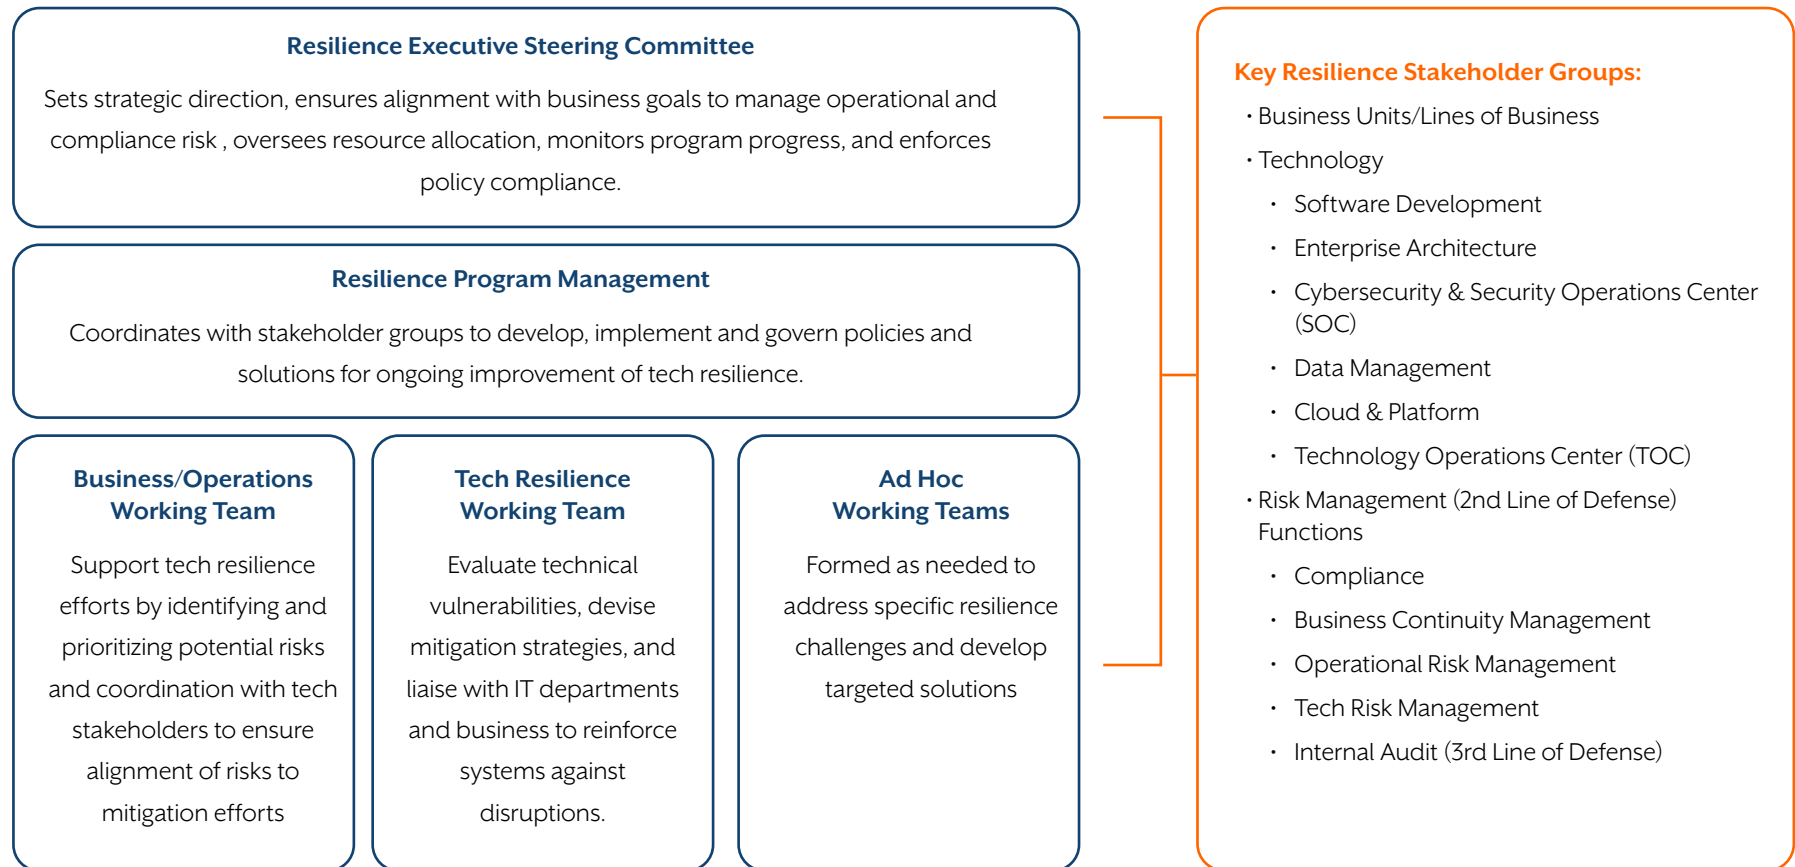 Resilience Executive Steering Committee
Sets strategic direction, ensures alignment with business goals to manage operational and
compliance risk , oversees resource allocation, monitors program progress, and enforces
policy compliance.
Resilience Program Management
Coordinates with stakeholder groups to develop, implement and govern policies and
solutions for ongoing improvement of tech resilience.
Business/Operations
Working Team
Support tech resilience
efforts by identifying and
prioritizing potential risks
and coordination with tech
stakeholders to ensure
alignment of risks to
mitigation efforts
Tech Resilience
Working Team
Evaluate technical
vulnerabilities, devise
mitigation strategies, and
liaise with IT departments
and business to reinforce
systems against
disruptions.
Ad Hoc
Working Teams
Formed as needed to
address specific resilience
challenges and develop
targeted solutions
Key Resilience Stakeholder Groups:
• Business Units/Lines of Business
• Technology
• Software Development
• Enterprise Architecture
• Cybersecurity & Security Operations Center
(SOC)
• Data Management
• Cloud & Platform
• Technology Operations Center (TOC)
• Risk Management (2nd Line of Defense)
Functions
• Compliance
• Business Continuity Management
• Operational Risk Management
• Tech Risk Management
• Internal Audit (3rd Line of Defense)